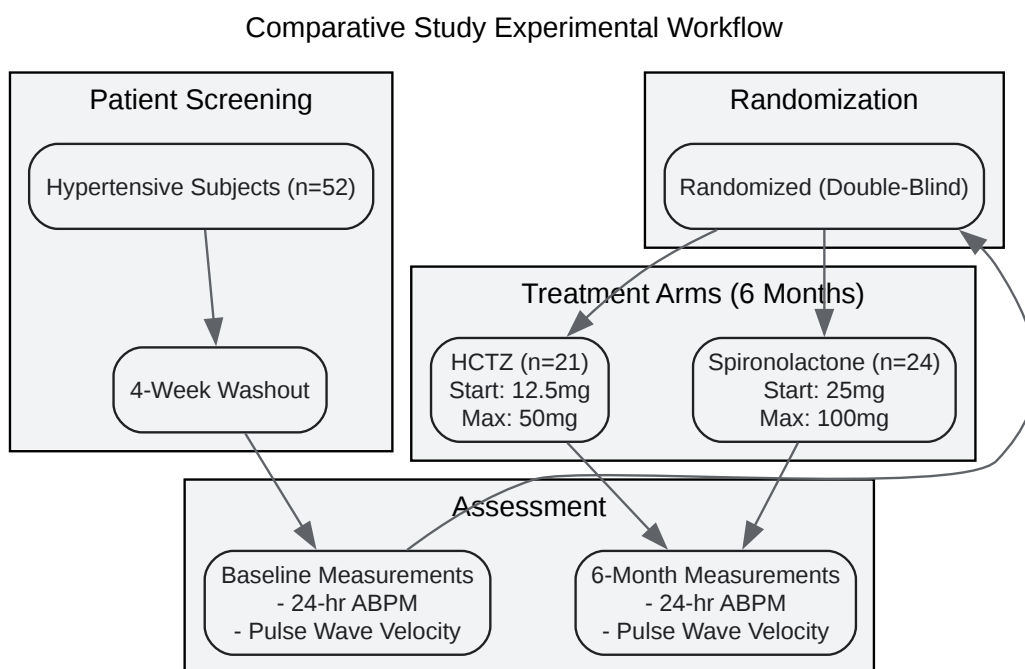 Comparative Study Experimental Workflow
Patient Screening
Hypertensive Subjects (n=52)
4-Week Washout
Randomization
Randomized (Double-Blind)
Treatment Arms (6 Months)
HCTZ (n=21)
Start: 12.5mg
Max: 50mg
Spironolactone (n=24)
Start: 25mg
Max: 100mg
Assessment
Baseline Measurements
- 24-hr ABPM
- Pulse Wave Velocity
6-Month Measurements
- 24-hr ABPM
- Pulse Wave Velocity